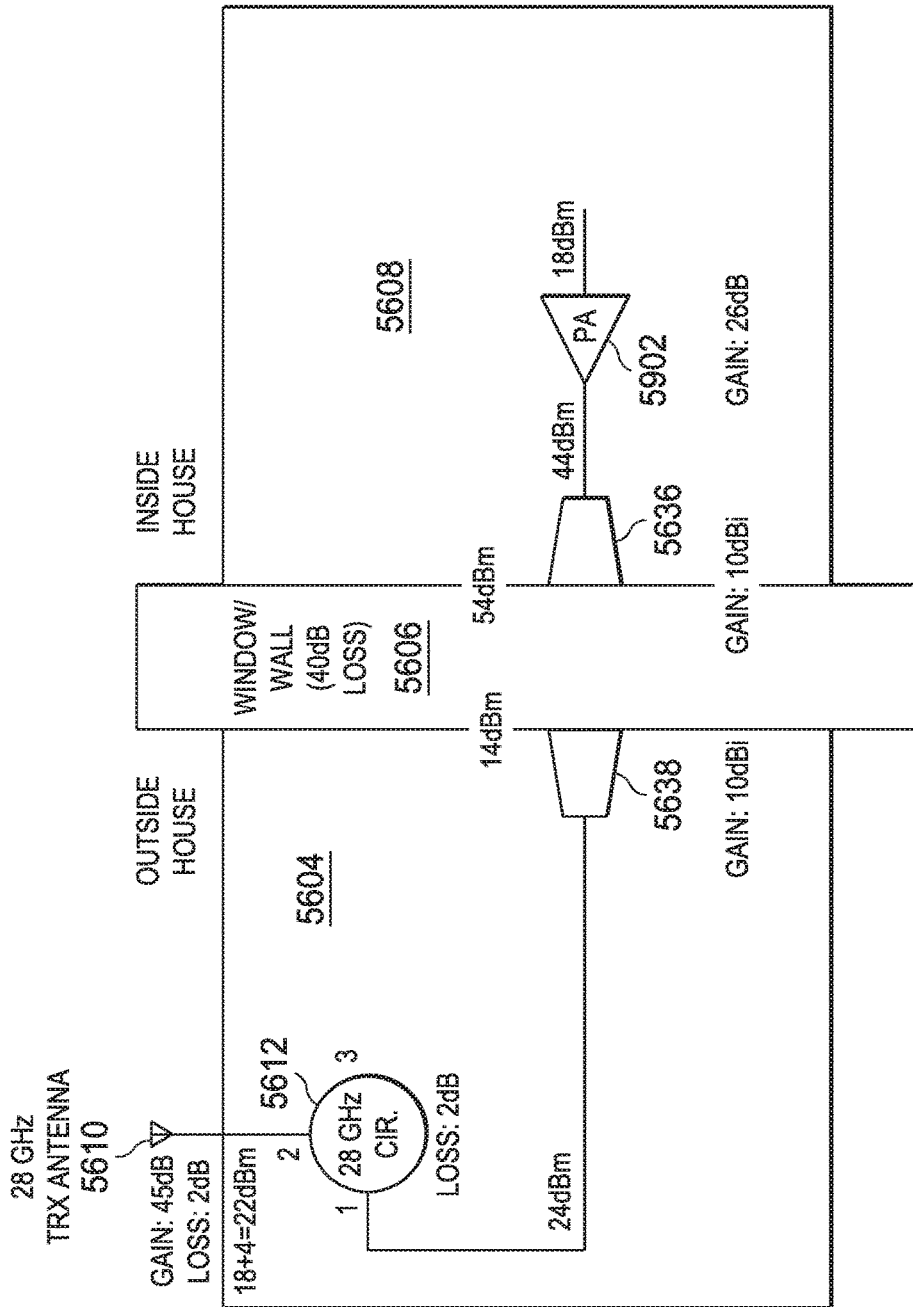 28 GHz
TRX ANTENNA
5610
GAIN: 45dB
LOSS: 2dB
18+4=22dBm
OUTSIDE
HOUSE
INSIDE
HOUSE
5612
1
2
3
28 GHz
CIR.
LOSS: 2dB
24dBm
5604
WINDOW/
WALL
(40dB
LOSS)
5606
14dBm
54dBm
5638
GAIN: 10dBi
5636
GAIN: 10dBi
5608
44dBm
PA
18dBm
5902
GAIN: 26dB